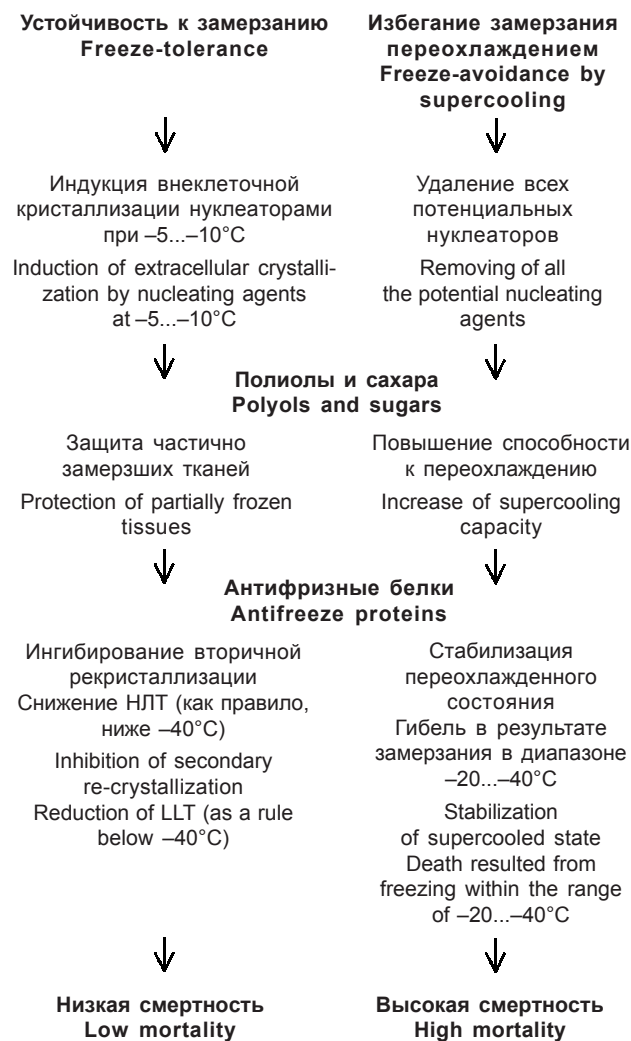 Устойчивость к замерзанию
Freeze-tolerance
Избегание замерзания
переохлаждением
Freeze-avoidance by
supercooling
Индукция внеклеточной
кристаллизации нуклеаторами
при –5...–10°C
Induction of extracellular crystalli-
zation by nucleating agents
at –5...–10°C
Удаление всех
потенциальных
нуклеаторов
Removing of all
the potential nucleating
agents
Полиолы и сахара
Polyols and sugars
Защита частично
замерзших тканей
Protection of partially frozen
tissues
Повышение способности
к переохлаждению
Increase of supercooling
capacity
Антифризные белки
Antifreeze proteins
Ингибирование вторичной
рекристаллизации
Снижение НЛТ (как правило,
ниже –40°C)
Inhibition of secondary
re-crystallization
Reduction of LLT (as a rule
below –40°C)
Стабилизация
переохлажденного
состояния
Гибель в результате
замерзания в диапазоне
–20...–40°C
Stabilization
of supercooled state
Death resulted from
freezing within the range
of –20...–40°C
Низкая смертность
Low mortality
Высокая смертность
High mortality